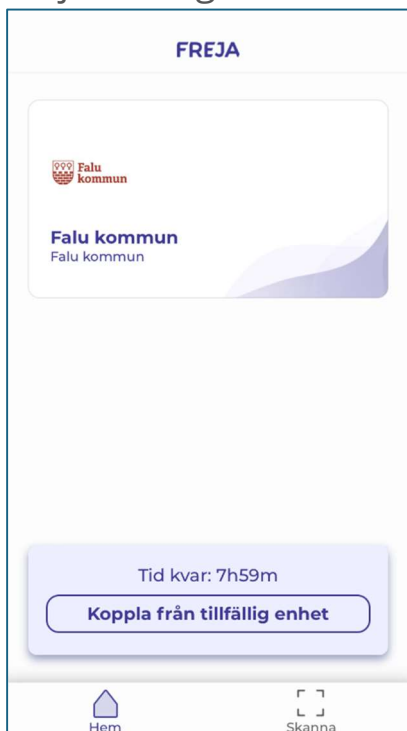 FREJA
Falu
kommun
Falu kommun
Falu kommun
Tid kvar: 7h59m
Koppla från tillfällig enhet
Hem
Skanna